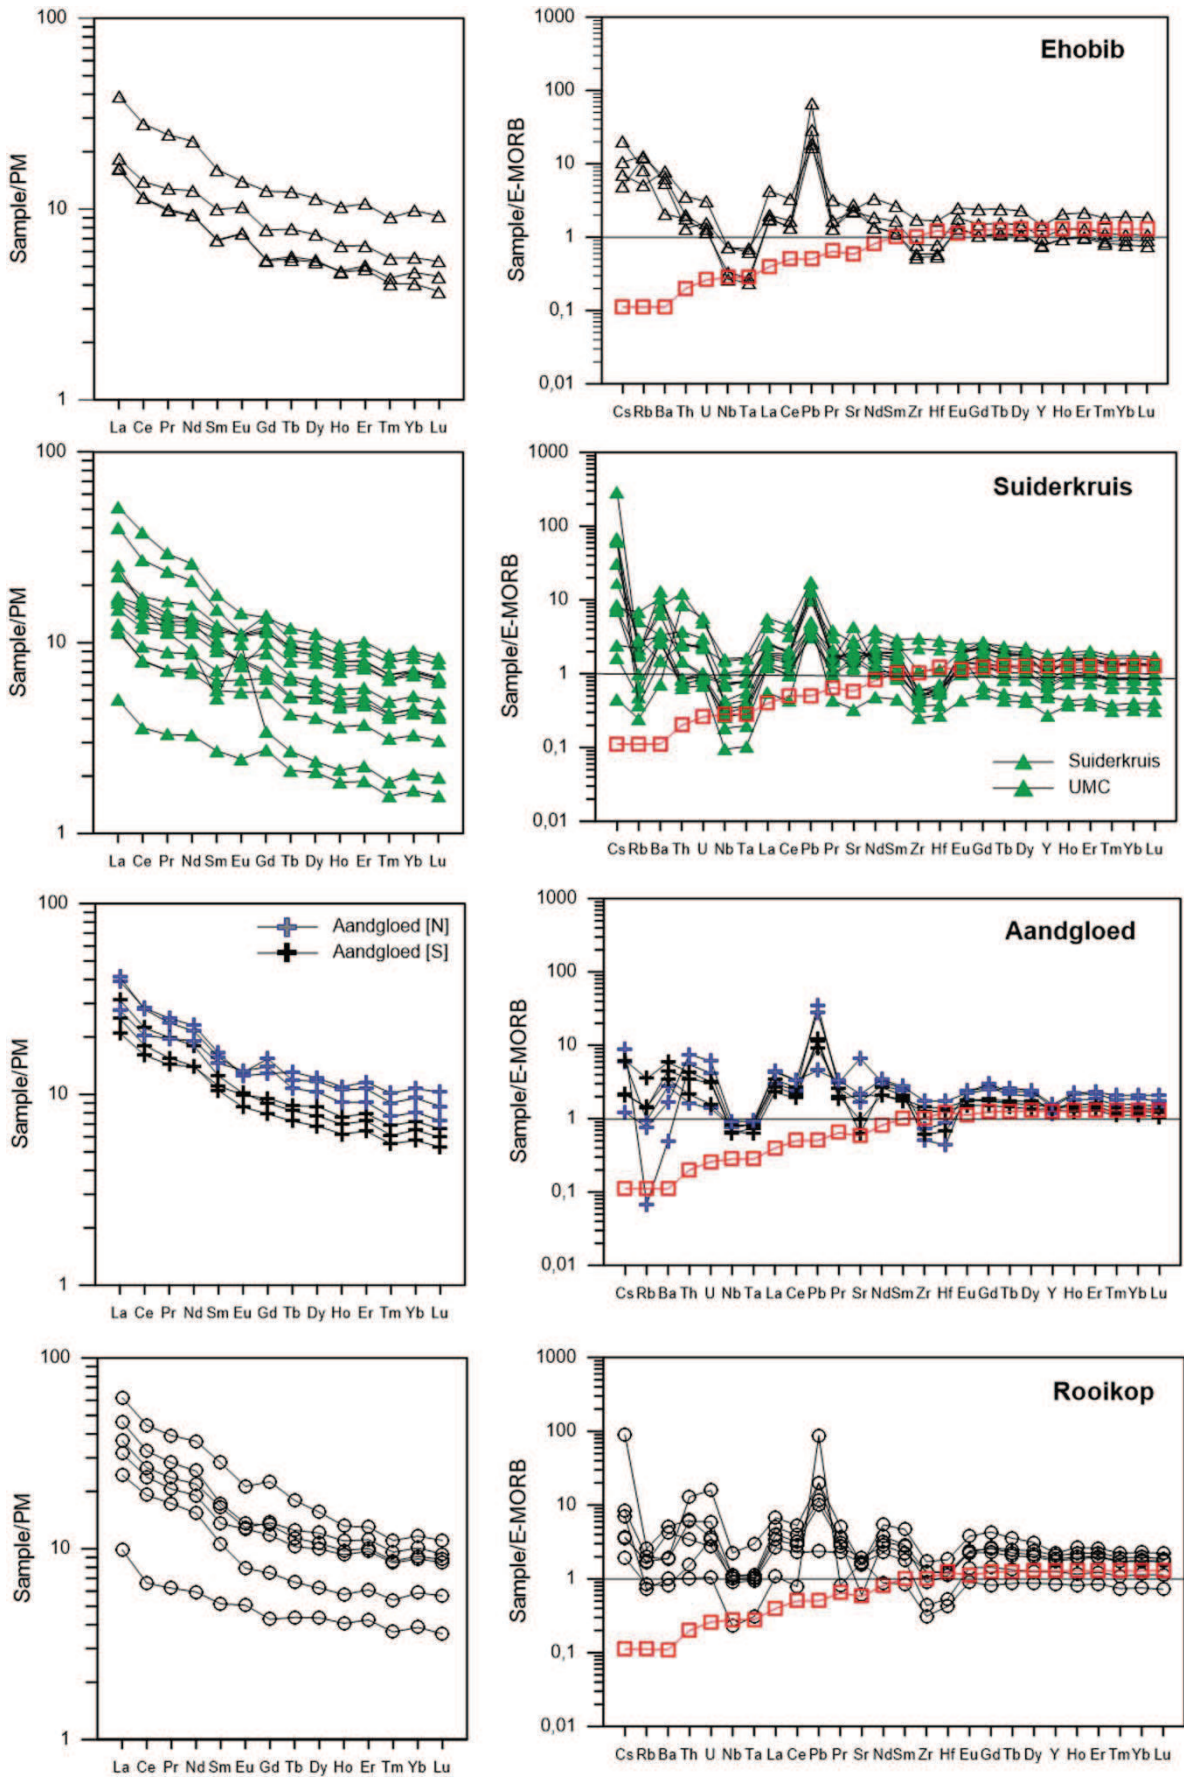 100
10
1
Sample/PM
La Ce Pr Nd Sm Eu Gd Tb Dy Ho Er Tm Yb Lu
Ehobib
1000
100
10
1
0,1
0,01
Sample/E-MORB
Cs Rb Ba Th U Nb Ta La Ce Pb Pr Sr Nd Sm Zr Hf Eu Gd Tb Dy Y Ho Er Tm Yb Lu
100
10
1
Sample/PM
La Ce Pr Nd Sm Eu Gd Tb Dy Ho Er Tm Yb Lu
Suiderkruis
1000
100
10
1
0,1
0,01
Sample/E-MORB
Suiderkruis
UMC
Cs Rb Ba Th U Nb Ta La Ce Pb Pr Sr Nd Sm Zr Hf Eu Gd Tb Dy Y Ho Er Tm Yb Lu
100
10
1
Sample/PM
Aandgloed [N]
Aandgloed [S]
La Ce Pr Nd Sm Eu Gd Tb Dy Ho Er Tm Yb Lu
Aandgloed
1000
100
10
1
0,1
0,01
Sample/E-MORB
Cs Rb Ba Th U Nb Ta La Ce Pb Pr Sr Nd Sm Zr Hf Eu Gd Tb Dy Y Ho Er Tm Yb Lu
100
10
1
Sample/PM
La Ce Pr Nd Sm Eu Gd Tb Dy Ho Er Tm Yb Lu
Rooikop
1000
100
10
1
0,1
0,01
Sample/E-MORB
Cs Rb Ba Th U Nb Ta La Ce Pb Pr Sr Nd Sm Zr Hf Eu Gd Tb Dy Y Ho Er Tm Yb Lu